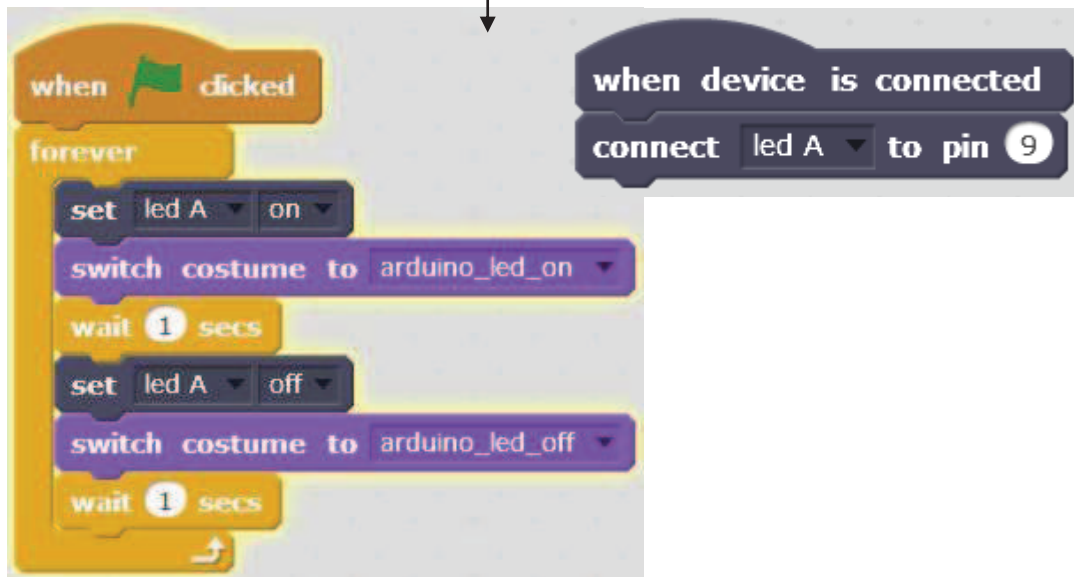 when clicked
forever
set led A on
switch costume to arduino_led_on
wait 1 secs
set led A off
switch costume to arduino_led_off
wait 1 secs
when device is connected
connect led A to pin 9